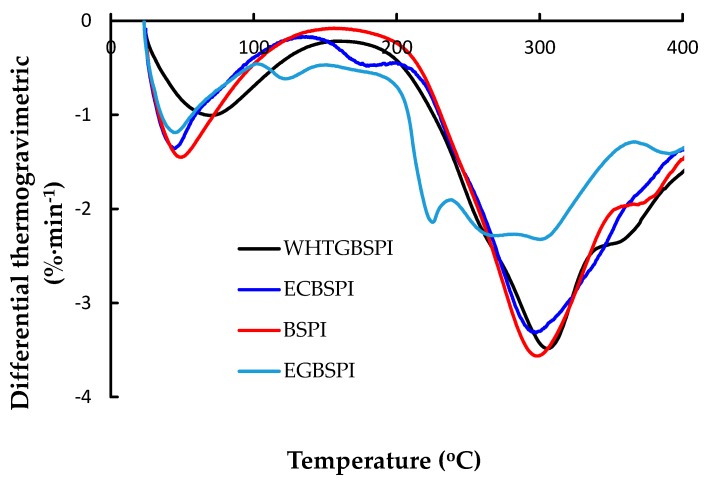 0
0
100
200
300
400
-1
-2
-3
-4
Differential thermogravimetric
(%·min⁻¹)
WHTGBSPI
ECBSPI
BSPI
EGBSPI
Temperature (ºC)